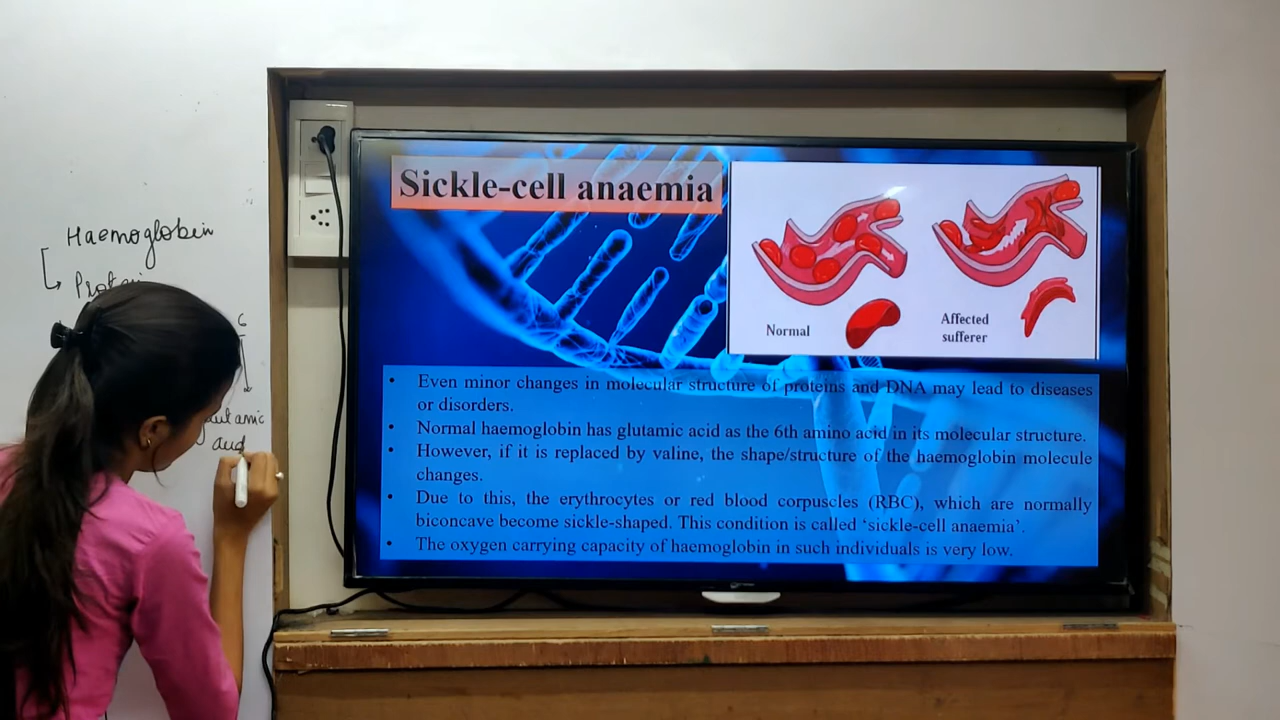 Haemoglobin
Protein
6
acid
Sickle-cell anaemia
Normal
Affected
sufferer
• Even minor changes in molecular structure of proteins and DNA may lead to diseases
or disorders.
• Normal haemoglobin has glutamic acid as the 6th amino acid in its molecular structure.
• However, if it is replaced by valine, the shape/structure of the haemoglobin molecule
changes.
• Due to this, the erythrocytes or red blood corpuscles (RBC), which are normally
biconcave become sickle-shaped. This condition is called ‘sickle-cell anaemia’.
• The oxygen carrying capacity of haemoglobin in such individuals is very low.